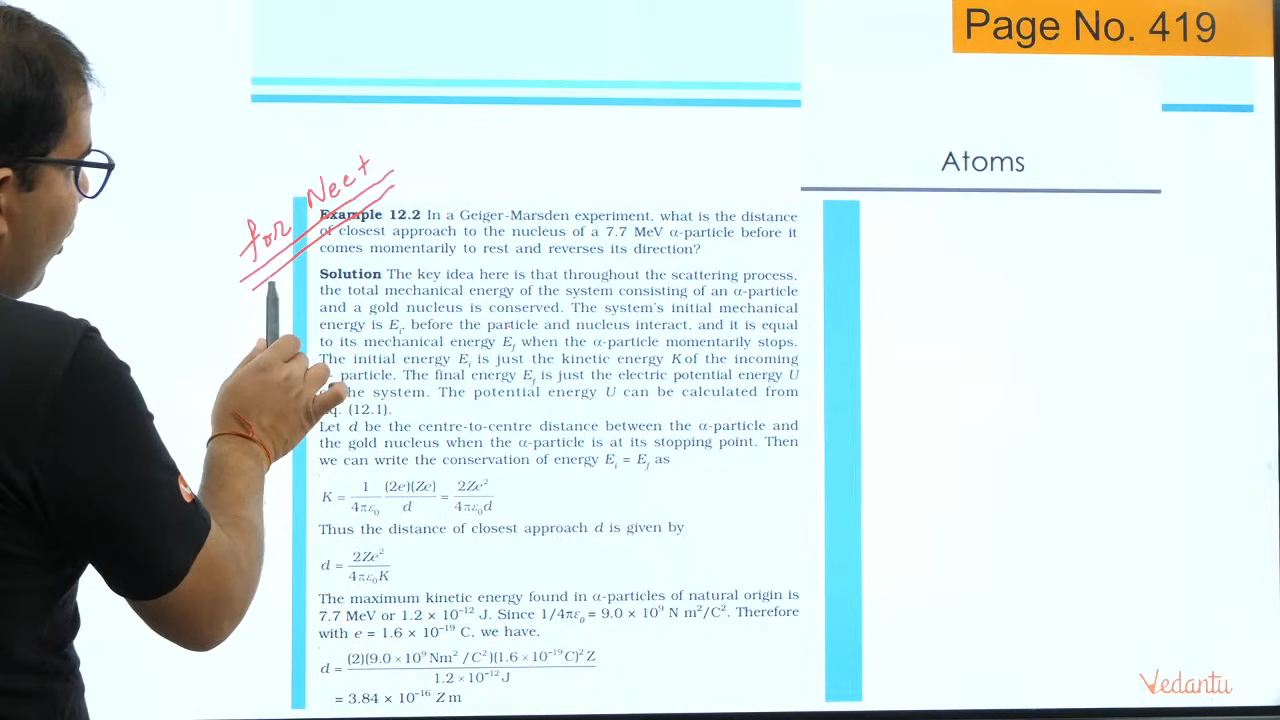 Page No. 419
Atoms
for Neet
Example 12.2 In a Geiger-Marsden experiment, what is the distance
of closest approach to the nucleus of a 7.7 MeV α-particle before it
comes momentarily to rest and reverses its direction?
Solution The key idea here is that throughout the scattering process,
the total mechanical energy of the system consisting of an α-particle
and a gold nucleus is conserved. The system's initial mechanical
energy is Eᵢ, before the particle and nucleus interact, and it is equal
to its mechanical energy E_f when the α-particle momentarily stops.
The initial energy Eᵢ is just the kinetic energy K of the incoming
particle. The final energy E_f is just the electric potential energy U
the system. The potential energy U can be calculated from
(12.1).
Let d be the centre-to-centre distance between the α-particle and
the gold nucleus when the α-particle is at its stopping point. Then
we can write the conservation of energy Eᵢ = E_f as
K = 1/4πε₀ (2e)(Ze)/d = 2Ze²/4πε₀d
Thus the distance of closest approach d is given by
d = 2Ze²/4πε₀K
The maximum kinetic energy found in α-particles of natural origin is
7.7 MeV or 1.2 × 10⁻¹² J. Since 1/4πε₀ = 9.0 × 10⁹ N m²/C². Therefore
with e = 1.6 × 10⁻¹⁹ C, we have,
d = (2)(9.0 × 10⁹ Nm²/C²)(1.6 × 10⁻¹⁹C)² Z / 1.2 × 10⁻¹² J
= 3.84 × 10⁻¹⁶ Z m
Vedantu